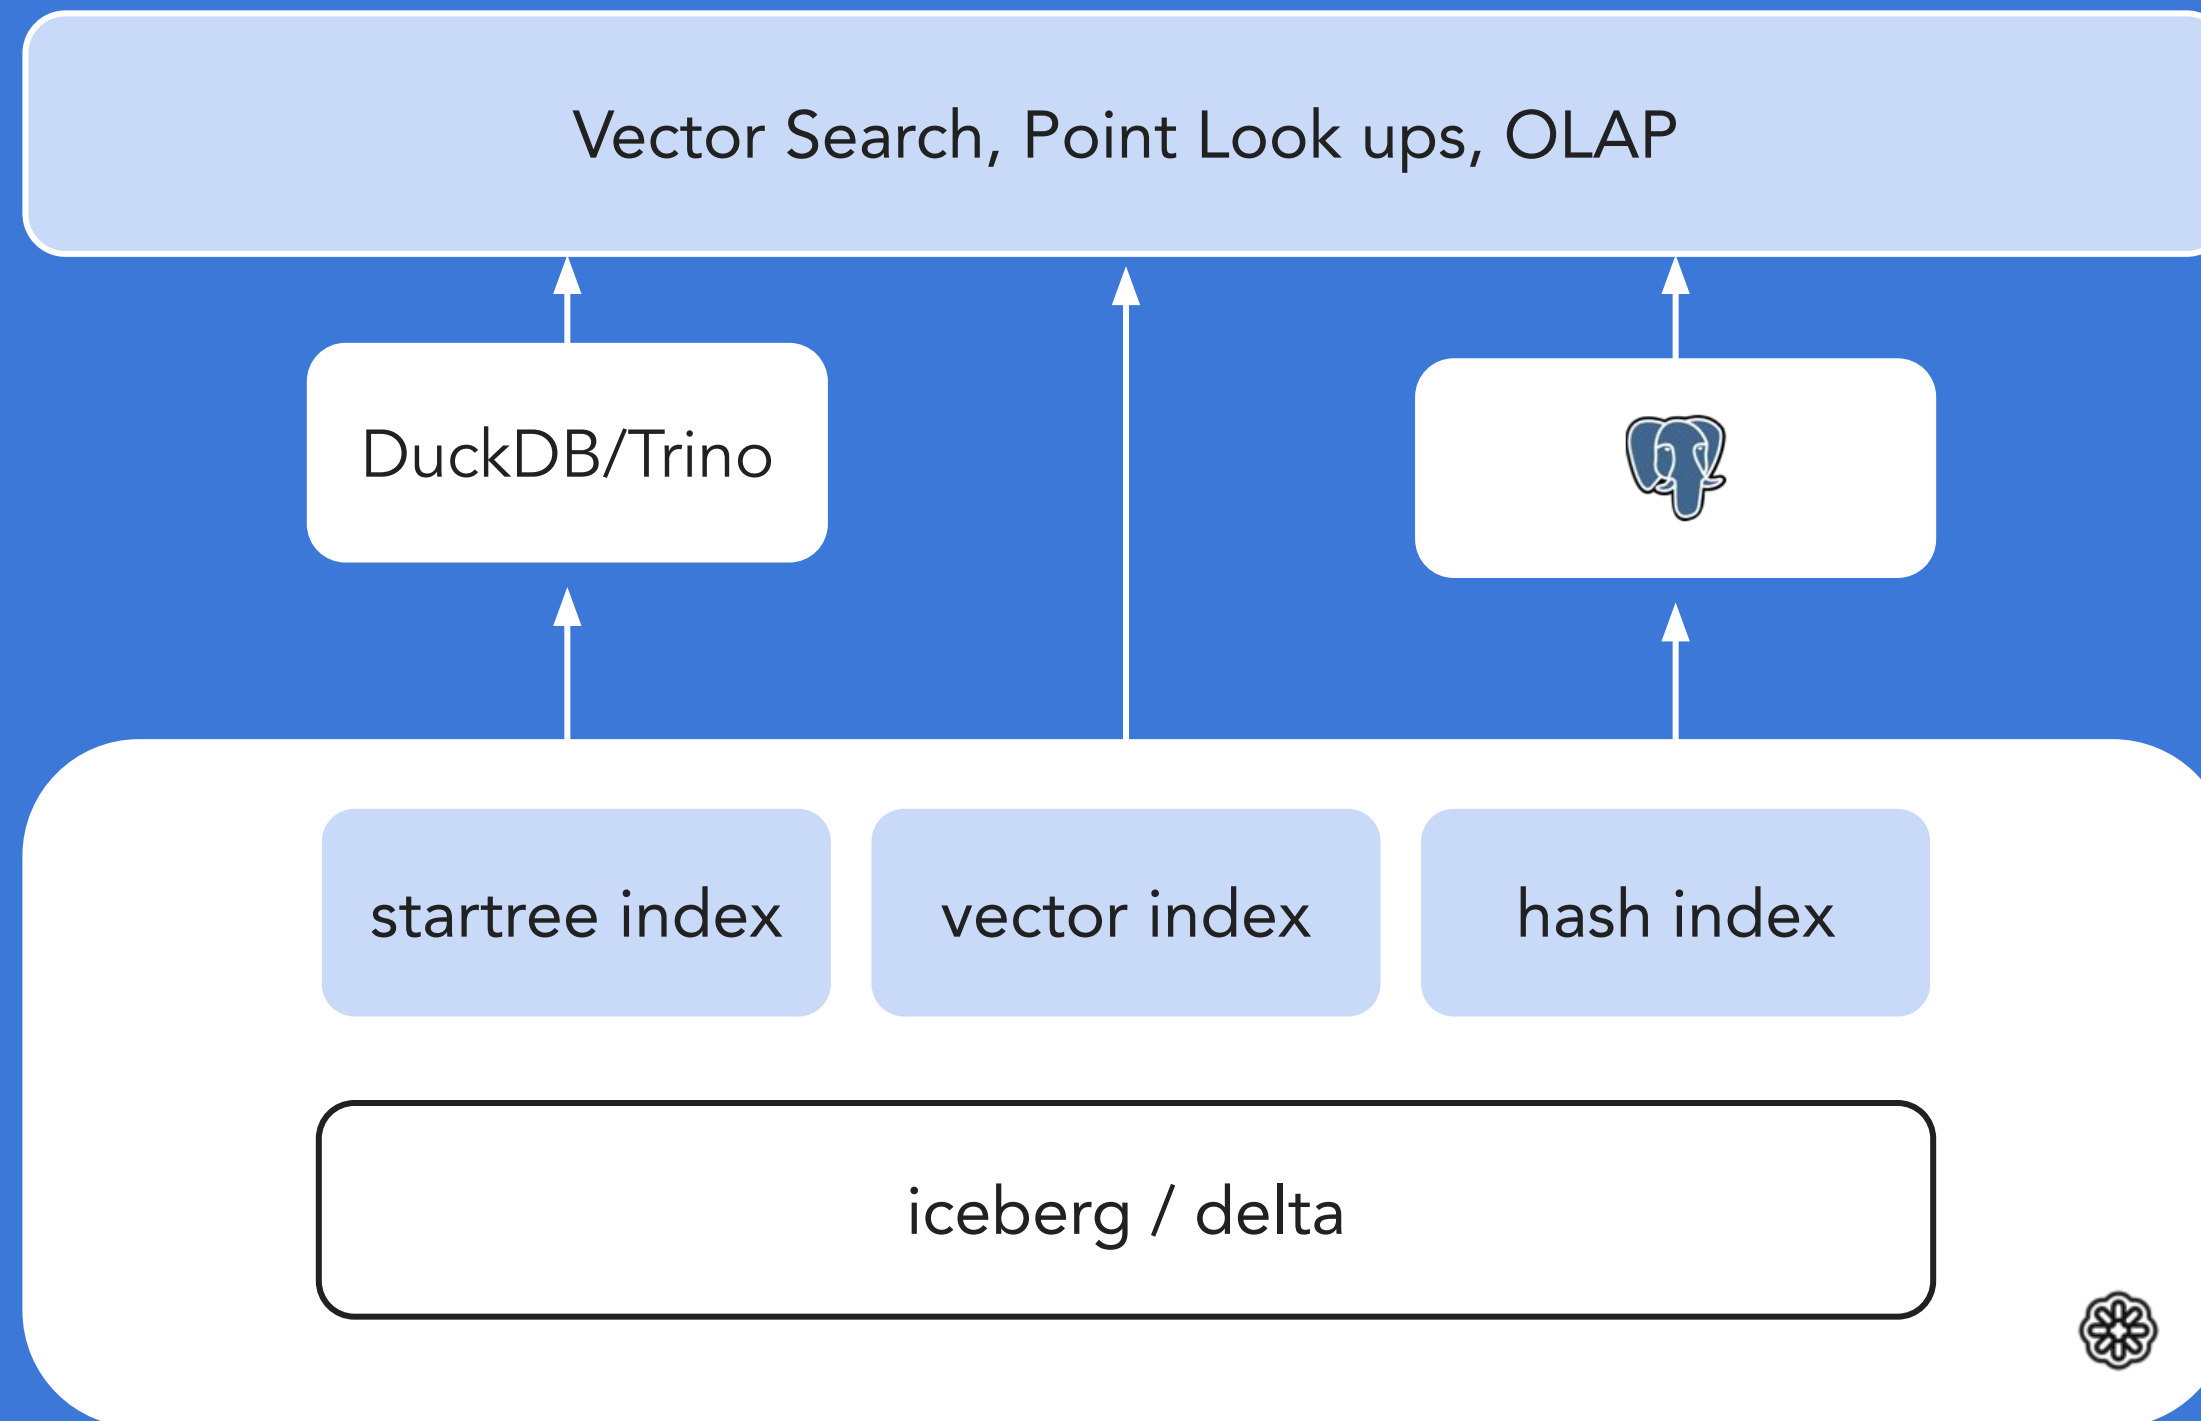 Vector Search, Point Look ups, OLAP
DuckDB/Trino
startree index
vector index
hash index
iceberg / delta